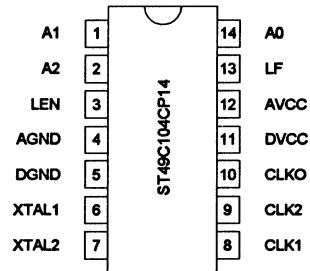 A1 1 14 A0
A2 2 13 LF
LEN 3 12 AVCC
AGND 4 11 DVCC
DGND 5 10 CLKO
XTAL1 6 9 CLK2
XTAL2 7 8 CLK1
ST49C104CP14